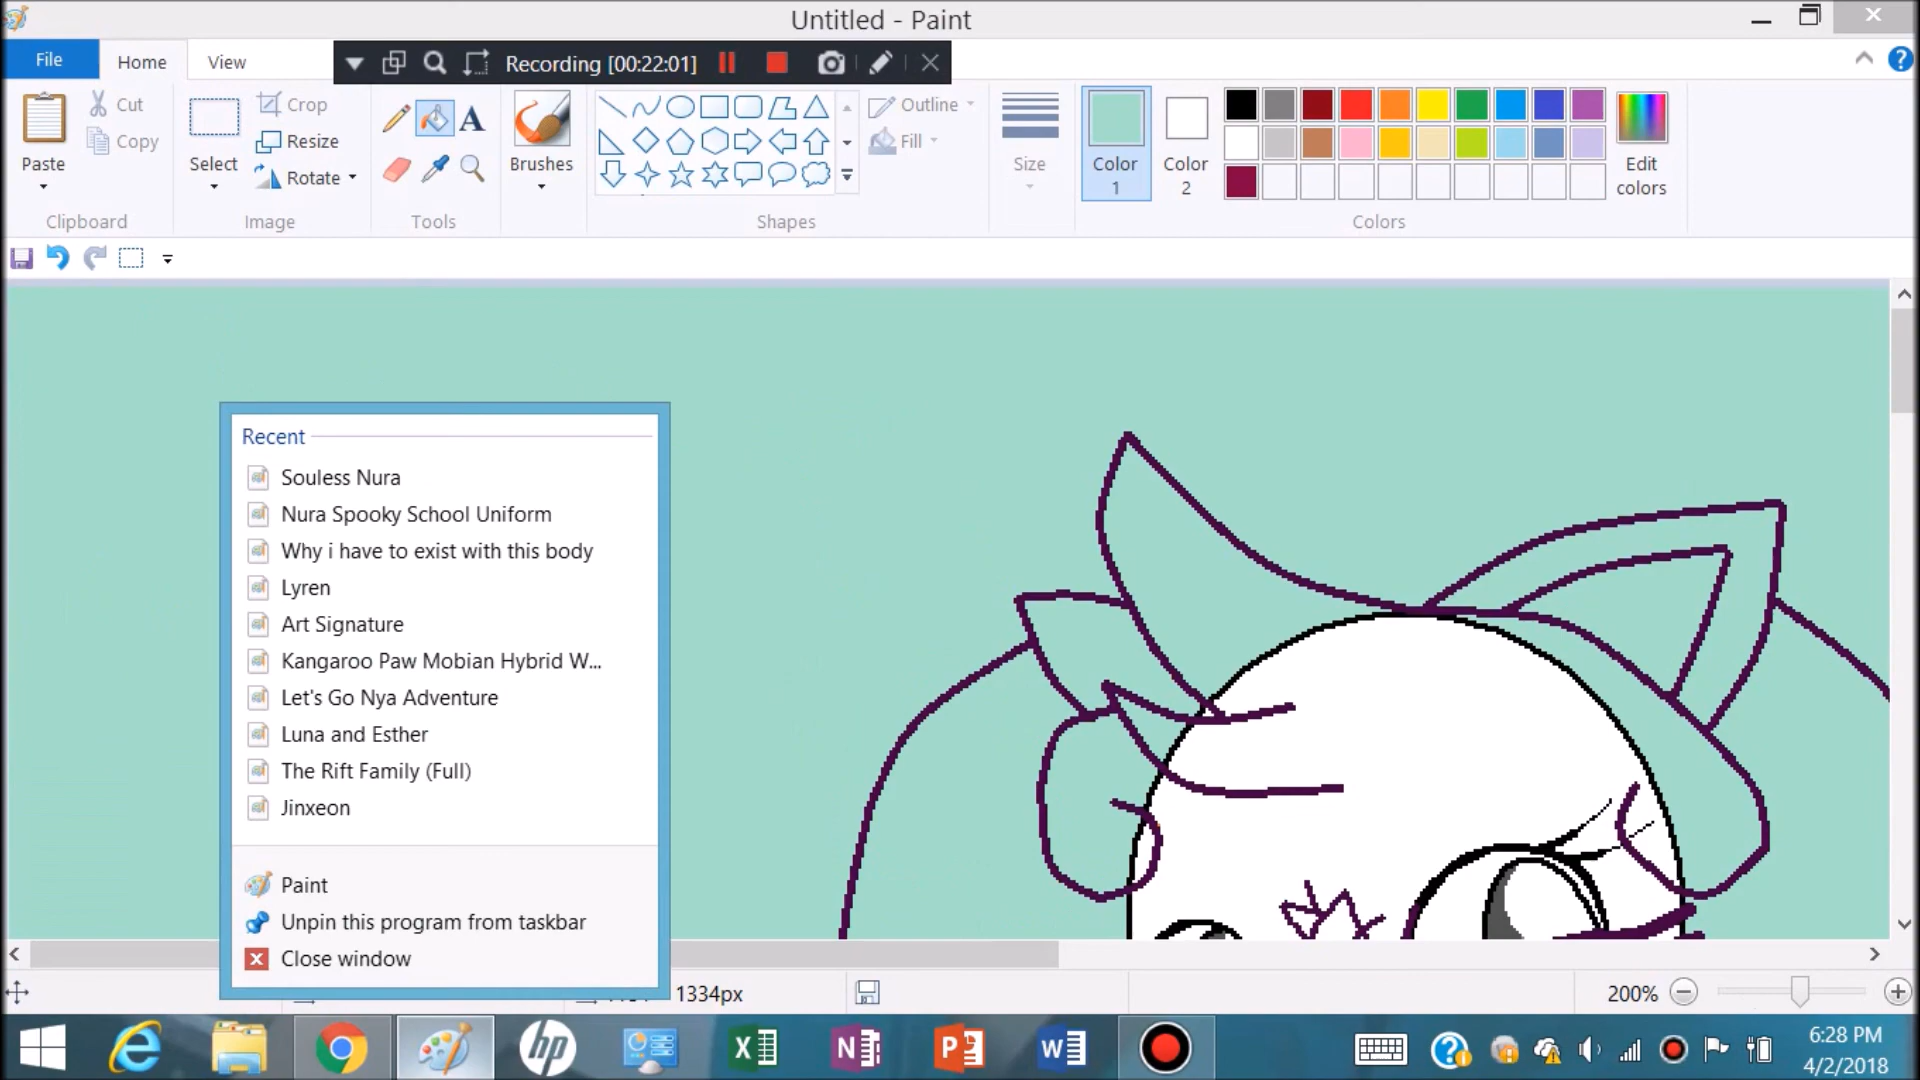 Untitled - Paint
File
Home
View
Recording [00:22:01]
Paste
Cut
Copy
Clipboard
Select
Crop
Resize
Rotate
Image
A
Tools
Brushes
Shapes
Outline
Fill
Size
Color
1
Color
2
Edit
colors
Colors
Recent
Souless Nura
Nura Spooky School Uniform
Why i have to exist with this body
Lyren
Art Signature
Kangaroo Paw Mobian Hybrid W...
Let's Go Nya Adventure
Luna and Esther
The Rift Family (Full)
Jinxeon
Paint
Unpin this program from taskbar
Close window
1334px
200%
hp
6:28 PM
4/2/2018